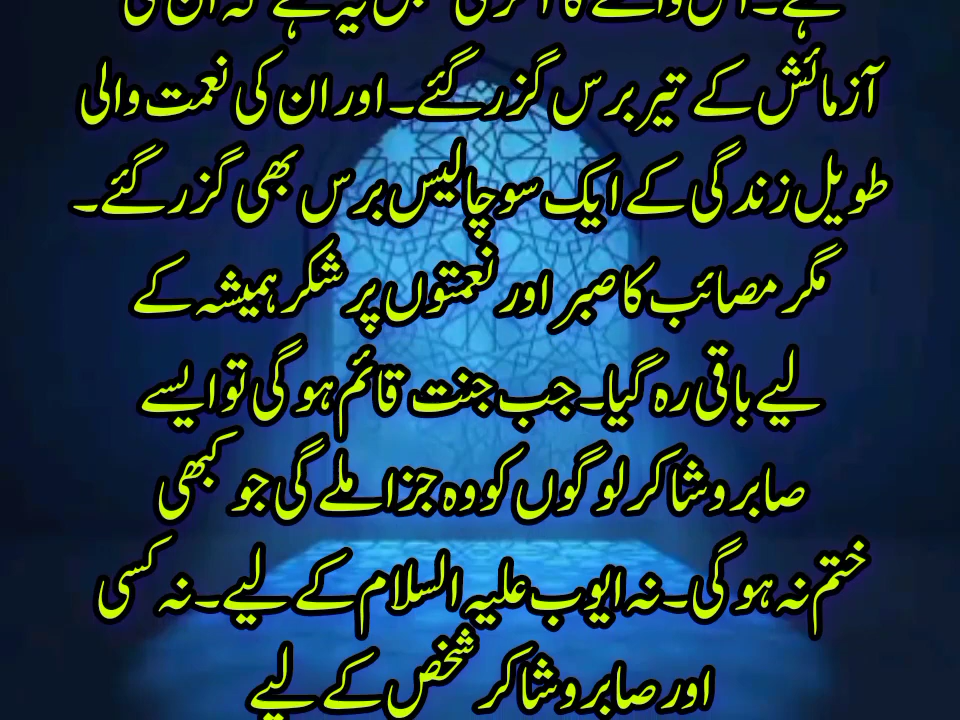 ہے۔ اس واقعے کا آخری سبق یہ ہے کہ ان کی
آزمائش کے تیر برس گزر گئے۔ اور ان کی نعمت والی
طویل زندگی کے ایک سو چالیس برس بھی گزر گئے۔
مگر مصائب کا صبر اور نعمتوں پر شکر ہمیشہ کے
لیے باقی رہ گیا۔ جب جنت قائم ہو گی تو ایسے
صابر و شاکر لوگوں کو وہ جزا ملے گی جو کبھی
ختم نہ ہو گی۔ نہ ایوب علیہ السلام کے لیے۔ نہ کسی
اور صابر و شاکر شخص کے لیے